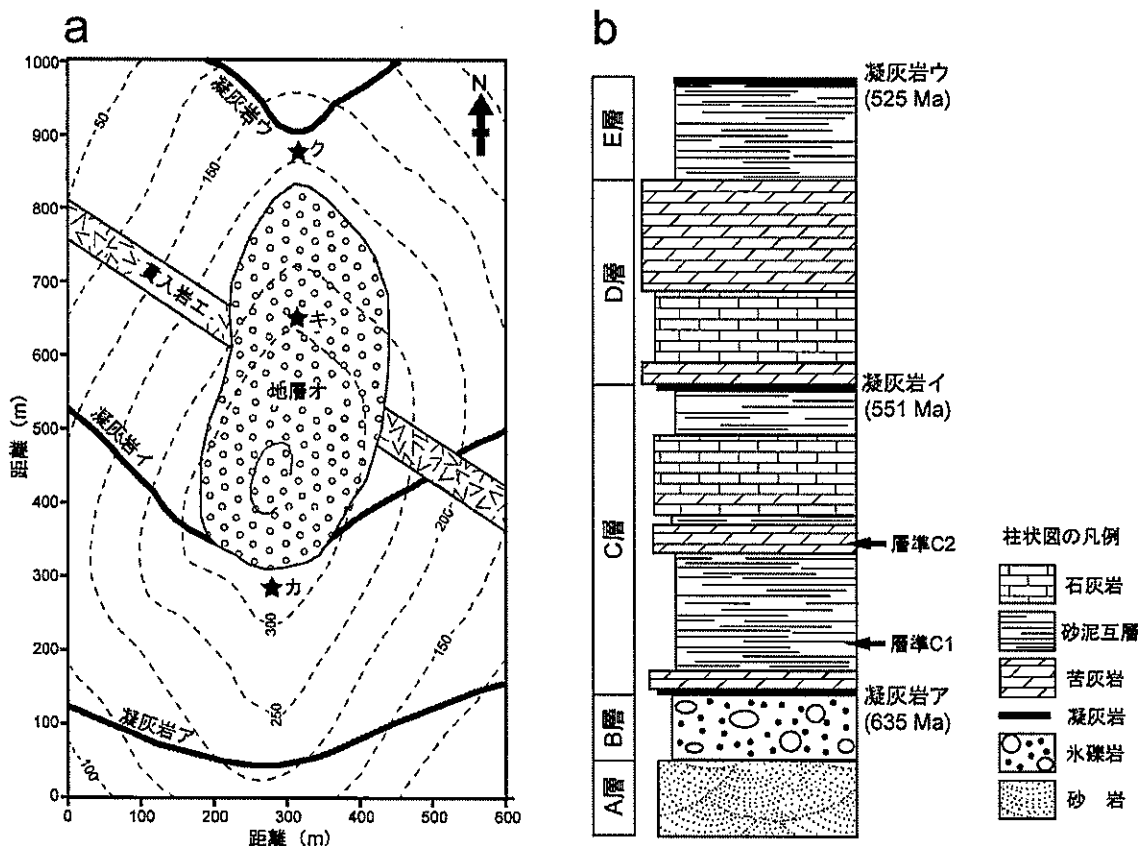 a
1000
900
800
700
600
500
400
300
200
100
0
距離 (m)
0
100
200
300
400
500
600
距離 (m)
凝灰岩ウ
N
50
150
ク
貫入岩エ
キ
地層オ
凝灰岩イ
200
カ
300
150
250
凝灰岩ア
100
b
E層
D層
C層
B層
A層
凝灰岩ウ
(525 Ma)
凝灰岩イ
(551 Ma)
層準C2
層準C1
凝灰岩ア
(635 Ma)
柱状図の凡例
石灰岩
砂泥互層
苦灰岩
凝灰岩
氷礫岩
砂 岩